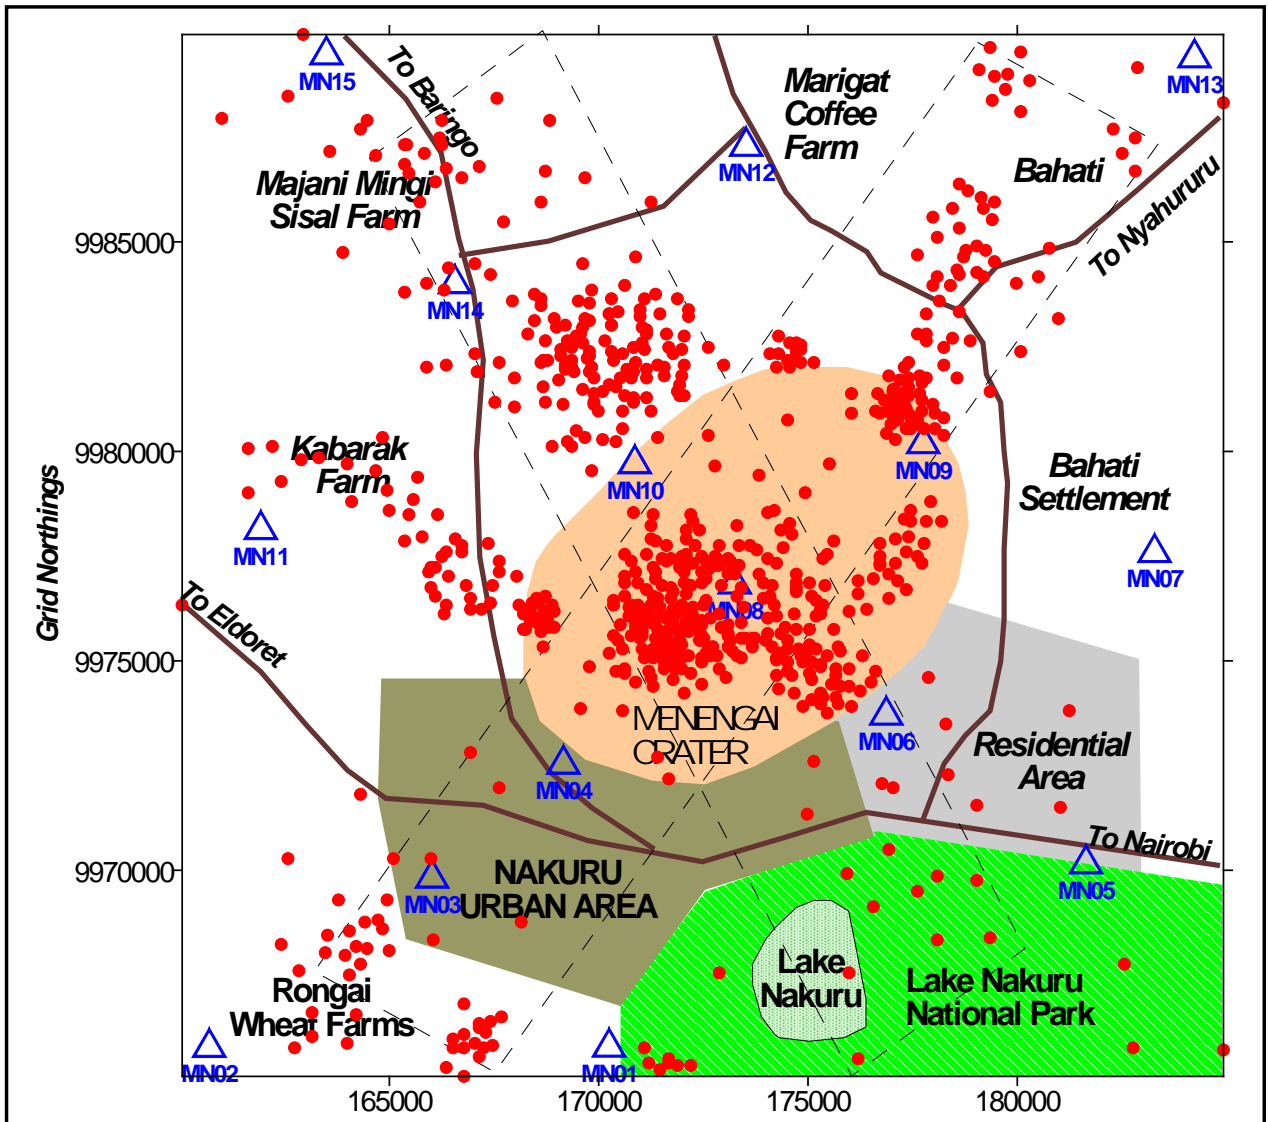 MN15
To Baringo
Marigat
Coffee
Farm
MN13
MN12
Bahati
Majani Mingi
Sisal Farm
To Nyahururu
9985000
MN14
Kabarak
Farm
9980000
MN10
MN09
Bahati
Settlement
MN11
MN07
Grid Northings
To Eldoret
MN08
9975000
MENENGAI
CRATER
MN06
Residential
Area
MN04
To Nairobi
9970000
NAKURU
URBAN AREA
MN03
MN05
Lake
Nakuru
Lake Nakuru
National Park
Rongai
Wheat Farms
MN02
MN01
165000
170000
175000
180000